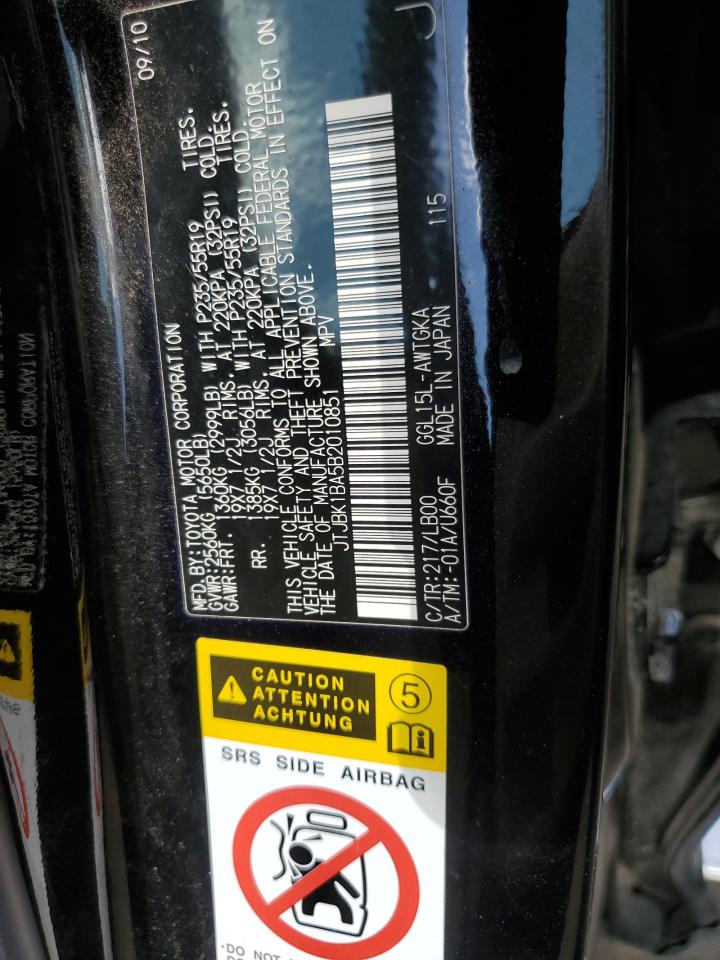 MFD.BY:TOYOTA MOTOR CORPORATION 09/10
GVWR:2560KG (5650LB)
GAWR:FRT. 1360KG (2999LB) WITH P235/55R19 TIRES.
19X7 1/2J RIMS. AT 220KPA (32PSI) COLD.
RR. 1385KG (3056LB) WITH P235/55R19 TIRES.
19X7 1/2J RIMS. AT 220KPA (32PSI) COLD.
THIS VEHICLE CONFORMS TO ALL APPLICABLE FEDERAL MOTOR
VEHICLE SAFETY AND THEFT PREVENTION STANDARDS IN EFFECT ON
THE DATE OF MANUFACTURE SHOWN ABOVE.
JTJBK1BA5B2010851 MPV
C/TR:217/LB00 GGL15L-AWTGKA
A/TM:-01A/U660F MADE IN JAPAN 115 J
CAUTION
ATTENTION
ACHTUNG
5
SRS SIDE AIRBAG
·DO NOT